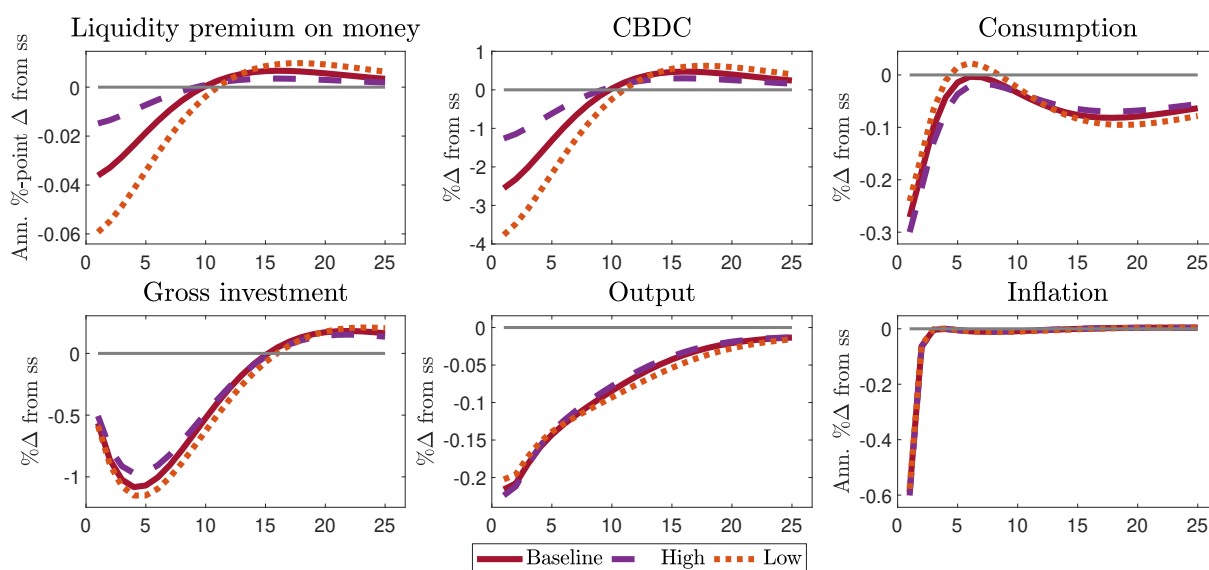 Liquidity premium on money
CBDC
Consumption
Ann. %-point Δ from ss
0
-0.02
-0.04
-0.06
0 5 10 15 20 25
%Δ from ss
1
0
-1
-2
-3
-4
0 5 10 15 20 25
%Δ from ss
0
-0.1
-0.2
-0.3
0 5 10 15 20 25
Gross investment
Output
Inflation
%Δ from ss
0
-0.5
-1
0 5 10 15 20 25
%Δ from ss
0
-0.05
-0.1
-0.15
-0.2
0 5 10 15 20 25
Ann. %Δ from ss
0
-0.2
-0.4
-0.6
0 5 10 15 20 25
Baseline High Low